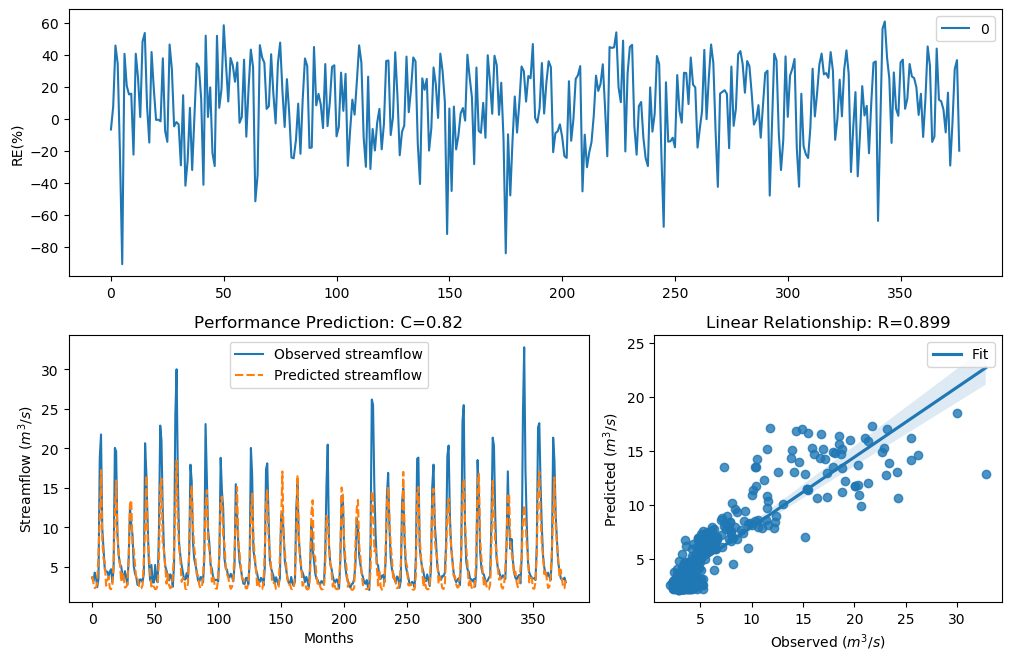 60
40
20
0
−20
−40
−60
−80
RE(%)
0
0 50 100 150 200 250 300 350
Performance Prediction: C=0.82
Observed streamflow
Predicted streamflow
30
25
20
15
10
5
Streamflow (m³/s)
0 50 100 150 200 250 300 350
Months
Linear Relationship: R=0.899
Fit
25
20
15
10
5
Predicted (m³/s)
5 10 15 20 25 30
Observed (m³/s)